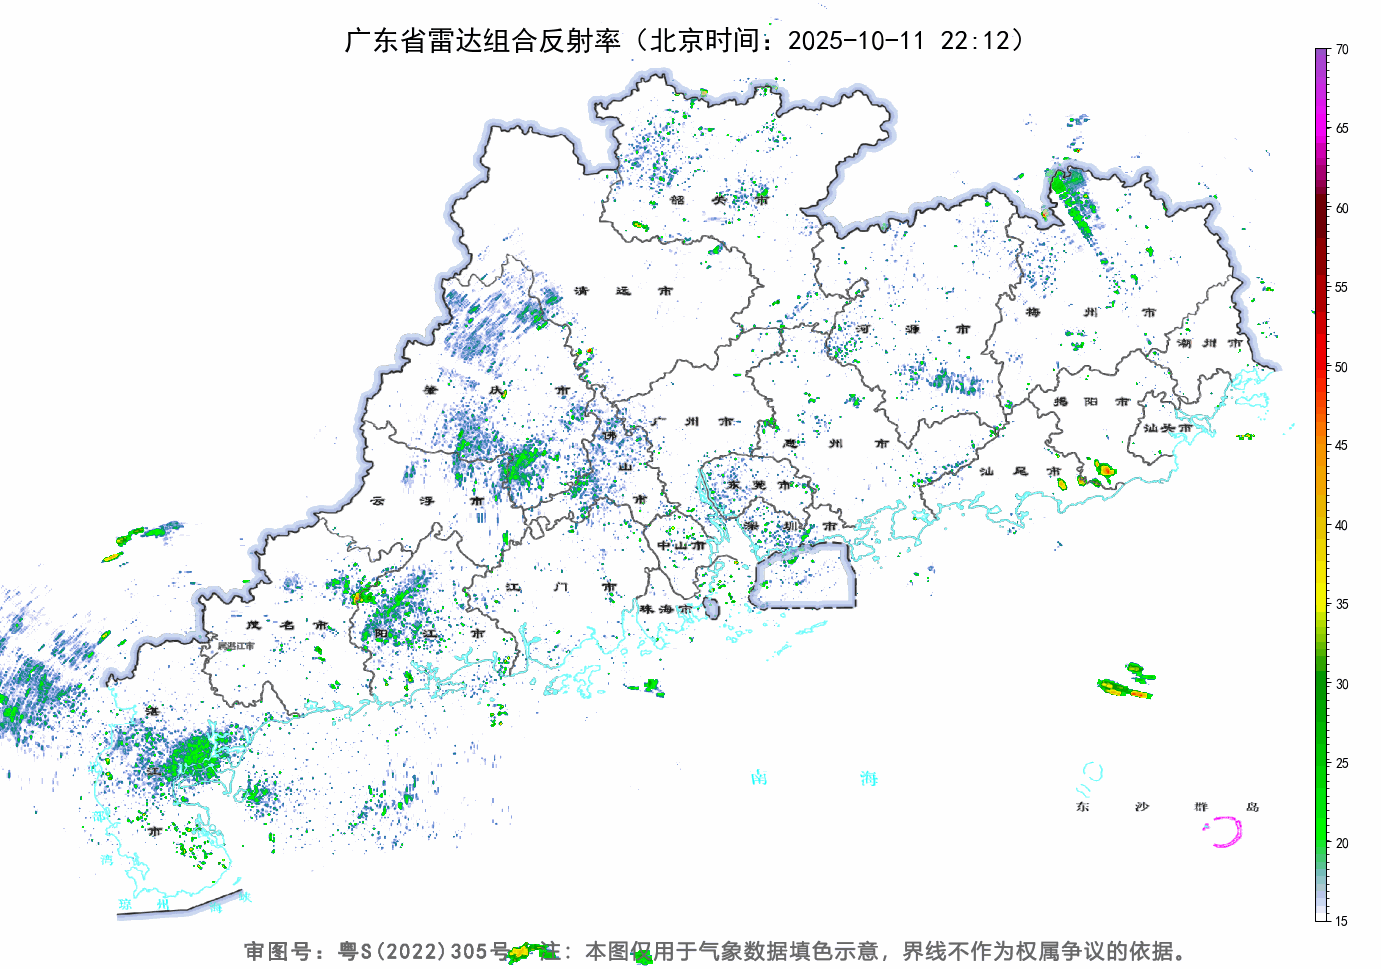 广东省雷达组合反射率（北京时间：2025-10-11 22:12）
70
65
60
55
50
45
40
35
30
25
20
15
韶关市
清远市
河源市
梅州市
潮州市
肇庆市
广州市
佛山市
惠州市
揭阳市
汕头市
汕尾市
云浮市
东莞市
深圳市
中山市
江门市
珠海市
茂名市
阳江市
属湛江市
湛江市
南海
东沙群岛
湾
琼州海峡
审图号：粤S(2022)305号 注：本图仅用于气象数据填色示意，界线不作为权属争议的依据。